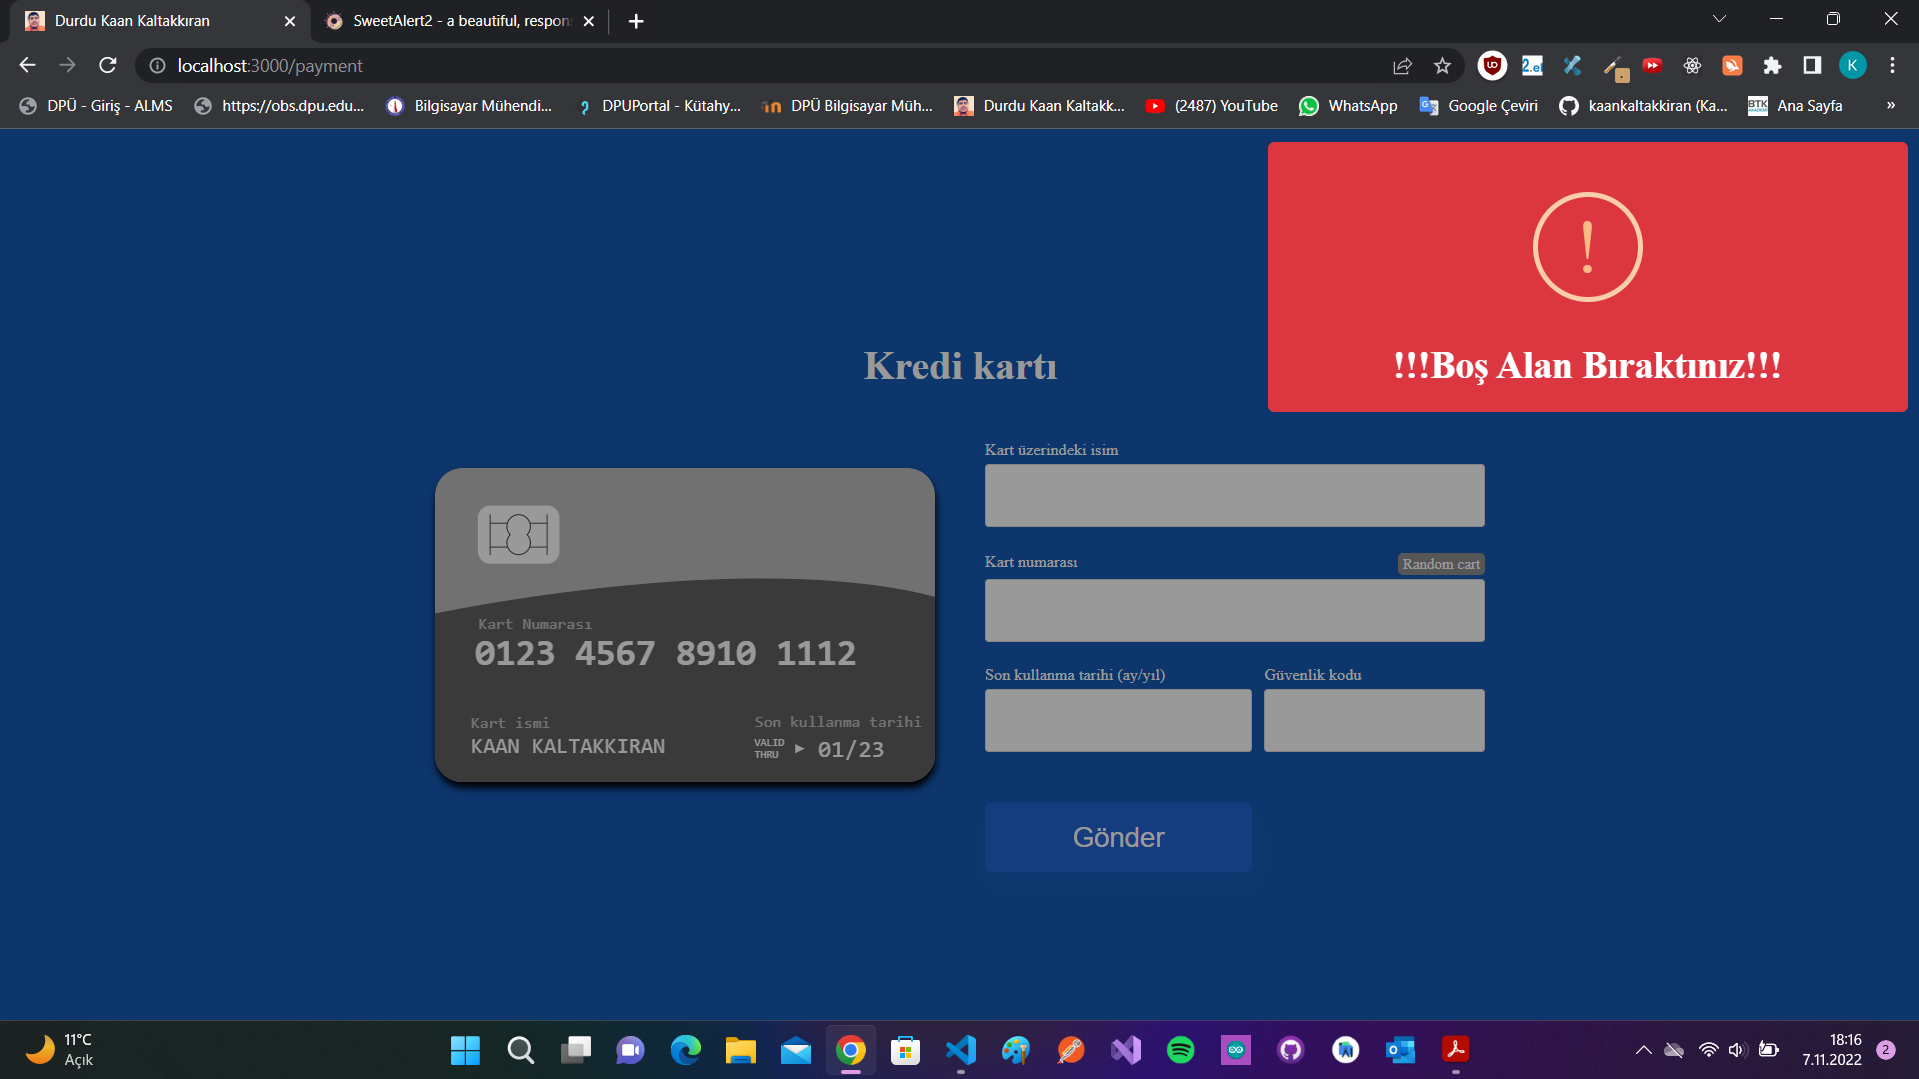 Durdu Kaan Kaltakkıran
SweetAlert2 - a beautiful, respon
localhost:3000/payment
2.el
K
DPÜ - Giriş - ALMS
https://obs.dpu.edu...
Bilgisayar Mühendi...
DPUPortal - Kütahy...
DPÜ Bilgisayar Müh...
Durdu Kaan Kaltakk...
(2487) YouTube
WhatsApp
Google Çeviri
kaankaltakkiran (Ka...
BTK
Ana Sayfa
»
!
!!!Boş Alan Bıraktınız!!!
Kredi kartı
Kart üzerindeki isim
Kart numarası
Random cart
Son kullanma tarihi (ay/yıl)
Güvenlik kodu
Gönder
Kart Numarası
0123 4567 8910 1112
Kart ismi
KAAN KALTAKKIRAN
Son kullanma tarihi
VALID
THRU
01/23
11°C
Açık
18:16
7.11.2022
2